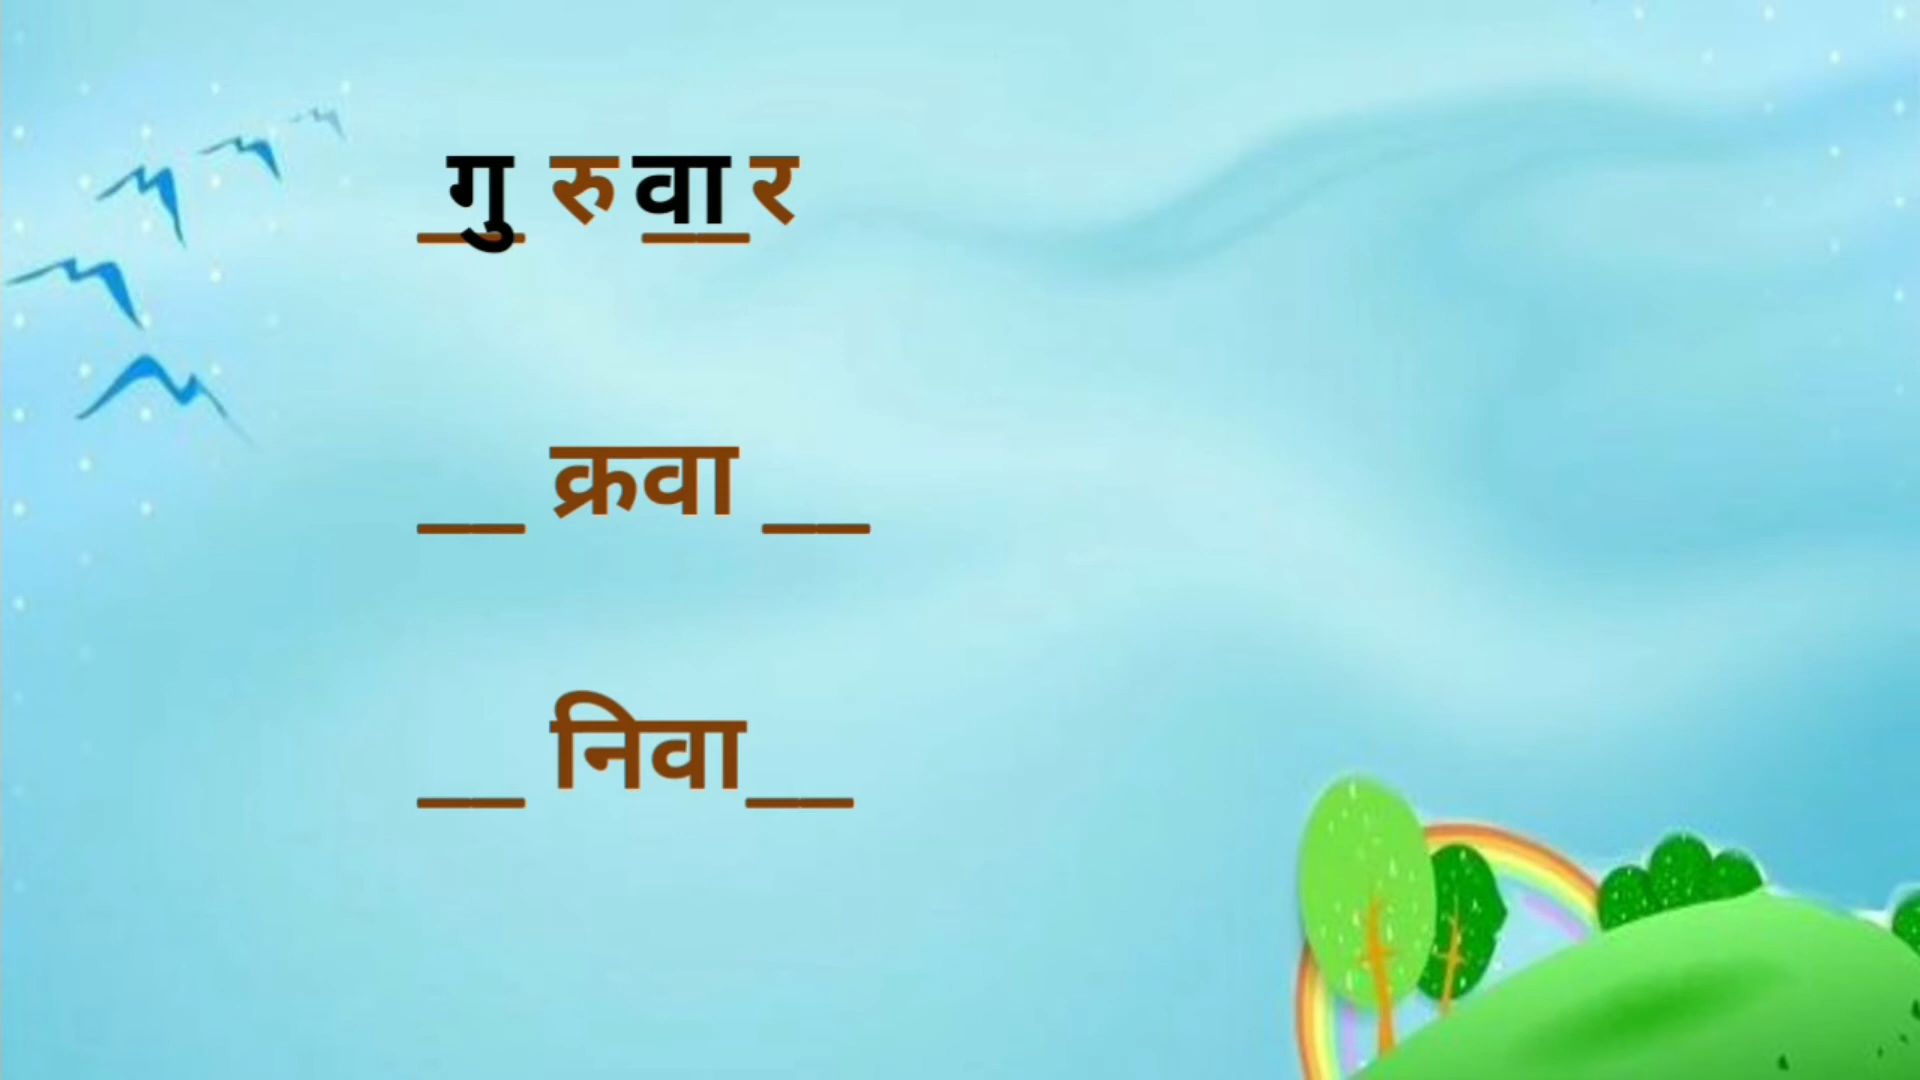 गु रु वा र
__ क्रवा __
__ निवा__